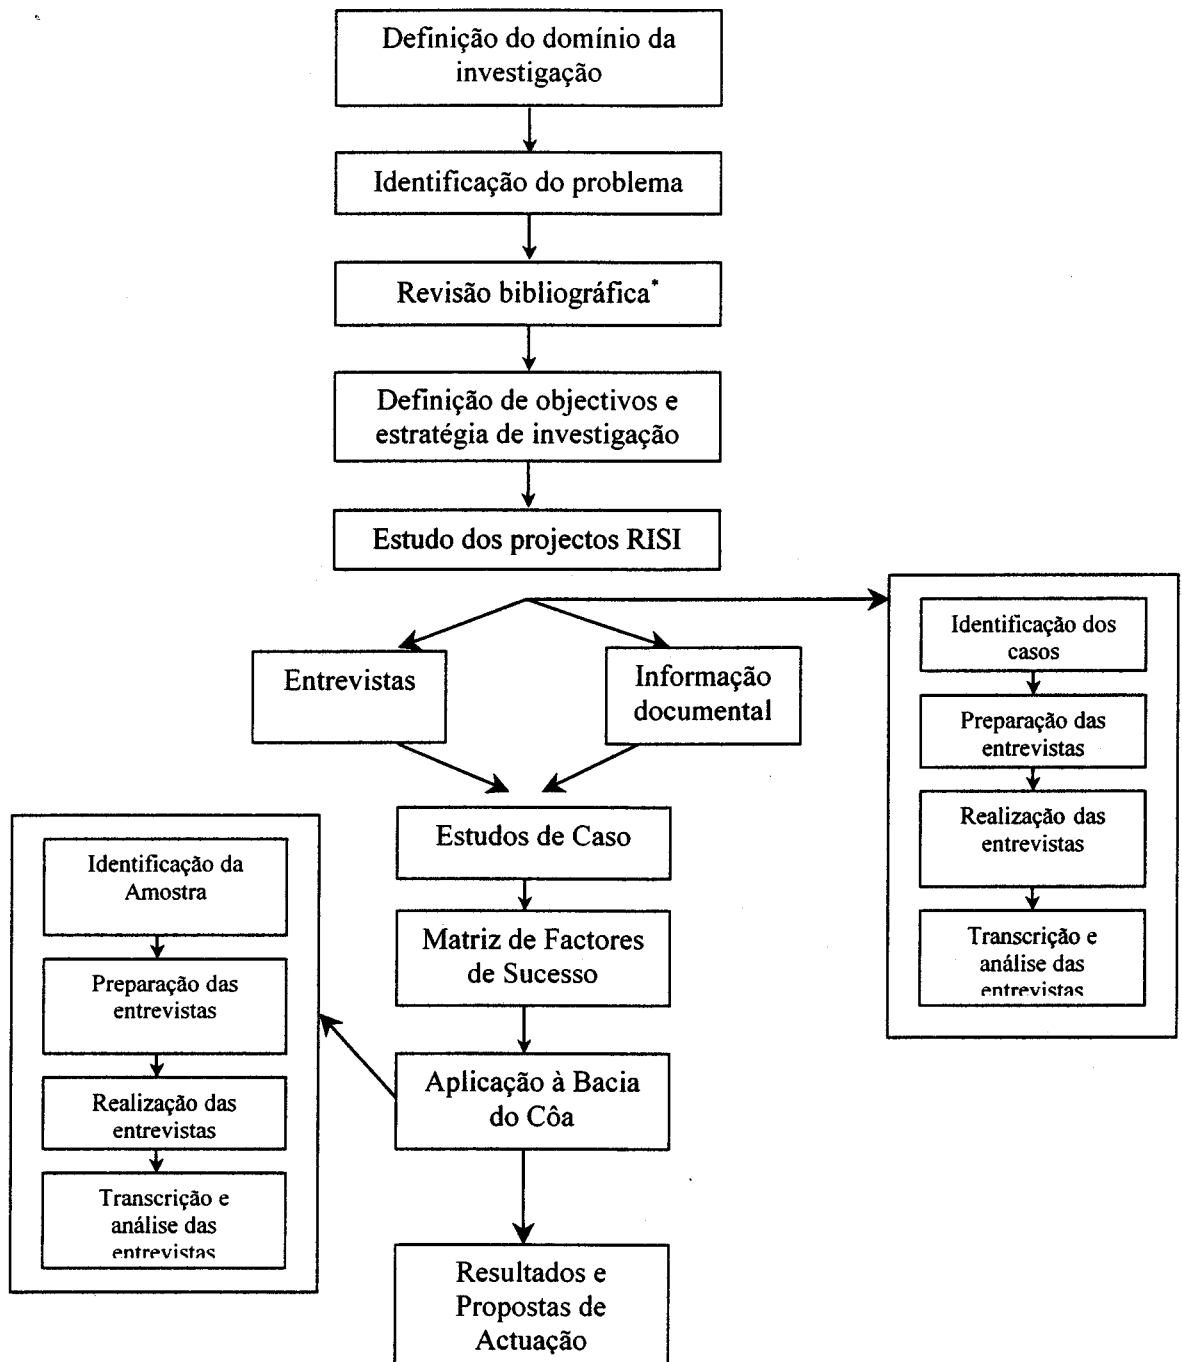 Definição do domínio da
investigação
Identificação do problema
Revisão bibliográfica*
Definição de objectivos e
estratégia de investigação
Estudo dos projectos RISI
Entrevistas
Informação
documental
Identificação dos
casos
Preparação das
entrevistas
Realização das
entrevistas
Transcrição e
análise das
entrevistas
Estudos de Caso
Matriz de Factores
de Sucesso
Aplicação à Bacia
do Côa
Identificação da
Amostra
Preparação das
entrevistas
Realização das
entrevistas
Transcrição e
análise das
entrevistas
Resultados e
Propostas de
Actuação